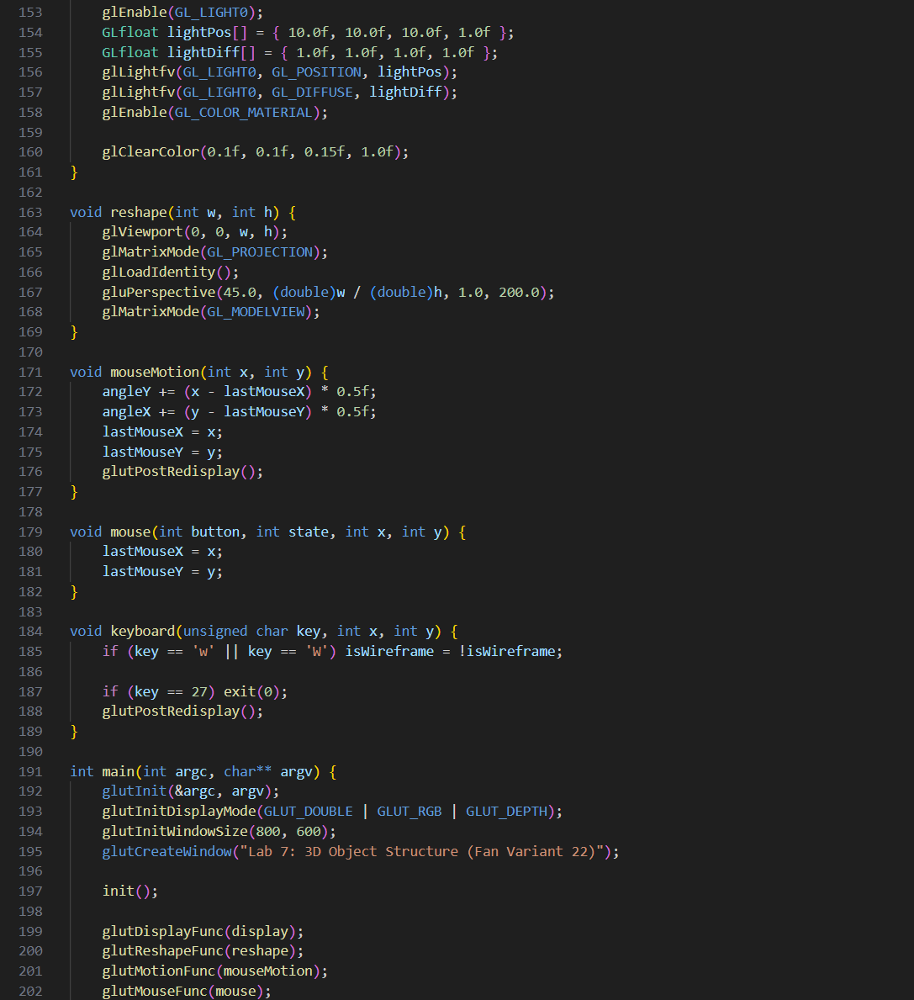 153 glEnable(GL_LIGHT0);
154 GLfloat lightPos[] = { 10.0f, 10.0f, 10.0f, 1.0f };
155 GLfloat lightDiff[] = { 1.0f, 1.0f, 1.0f, 1.0f };
156 glLightfv(GL_LIGHT0, GL_POSITION, lightPos);
157 glLightfv(GL_LIGHT0, GL_DIFFUSE, lightDiff);
158 glEnable(GL_COLOR_MATERIAL);
159
160 glClearColor(0.1f, 0.1f, 0.15f, 1.0f);
161 }
162
163 void reshape(int w, int h) {
164 glViewport(0, 0, w, h);
165 glMatrixMode(GL_PROJECTION);
166 glLoadIdentity();
167 gluPerspective(45.0, (double)w / (double)h, 1.0, 200.0);
168 glMatrixMode(GL_MODELVIEW);
169 }
170
171 void mouseMotion(int x, int y) {
172 angleY += (x - lastMouseX) * 0.5f;
173 angleX += (y - lastMouseY) * 0.5f;
174 lastMouseX = x;
175 lastMouseY = y;
176 glutPostRedisplay();
177 }
178
179 void mouse(int button, int state, int x, int y) {
180 lastMouseX = x;
181 lastMouseY = y;
182 }
183
184 void keyboard(unsigned char key, int x, int y) {
185 if (key == 'w' || key == 'W') isWireframe = !isWireframe;
186
187 if (key == 27) exit(0);
188 glutPostRedisplay();
189 }
190
191 int main(int argc, char** argv) {
192 glutInit(&argc, argv);
193 glutInitDisplayMode(GLUT_DOUBLE | GLUT_RGB | GLUT_DEPTH);
194 glutInitWindowSize(800, 600);
195 glutCreateWindow("Lab 7: 3D Object Structure (Fan Variant 22)");
196
197 init();
198
199 glutDisplayFunc(display);
200 glutReshapeFunc(reshape);
201 glutMotionFunc(mouseMotion);
202 glutMouseFunc(mouse);